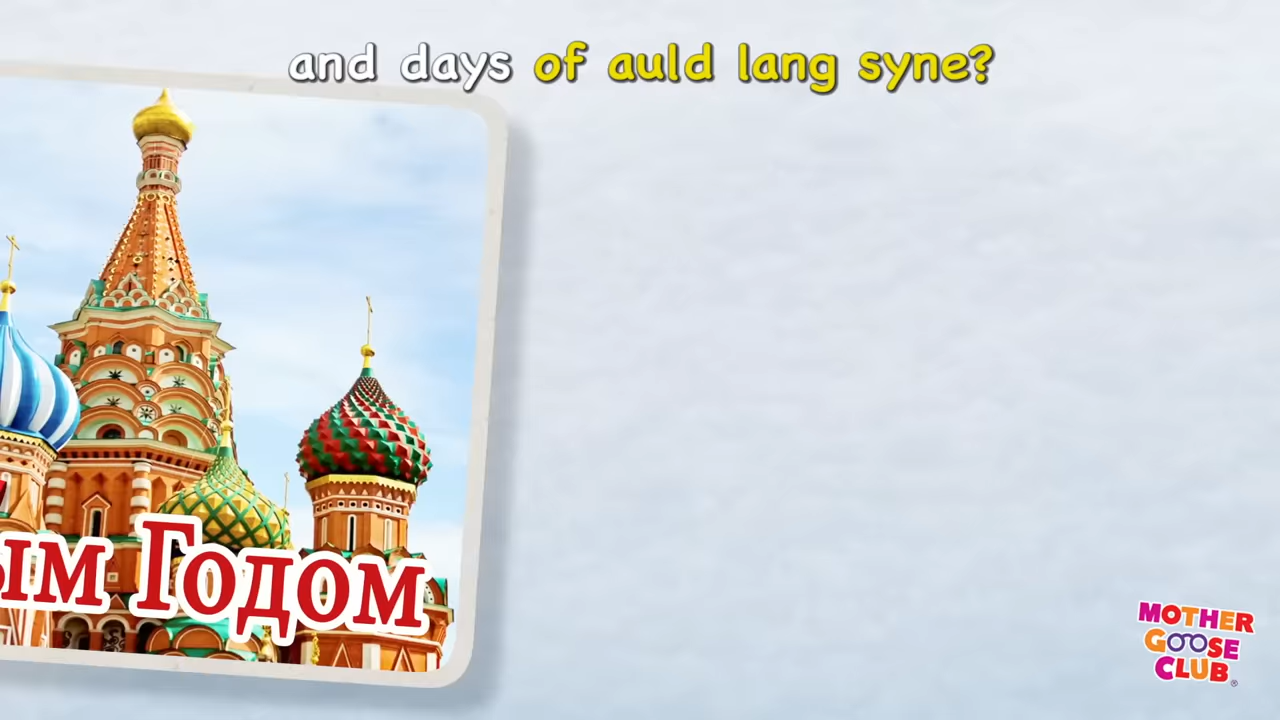 and days of auld lang syne?
ым Годом
MOTHER
GOOSE
CLUB